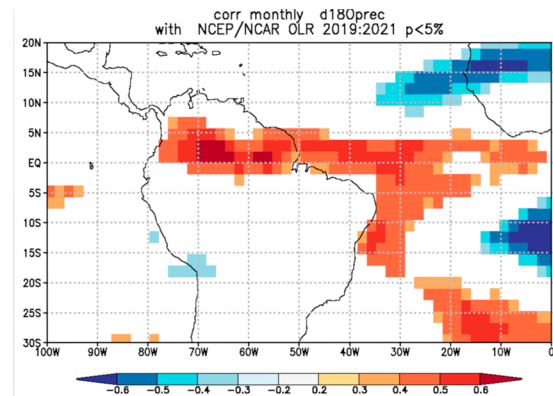 corr monthly d18Oprec
with NCEP/NCAR OLR 2019:2021 p<5%
20N
15N
10N
5N
EQ
5S
10S
15S
20S
25S
30S
100W 90W 80W 70W 60W 50W 40W 30W 20W 10W 0
-0.6 -0.5 -0.4 -0.3 -0.2 0.2 0.3 0.4 0.5 0.6